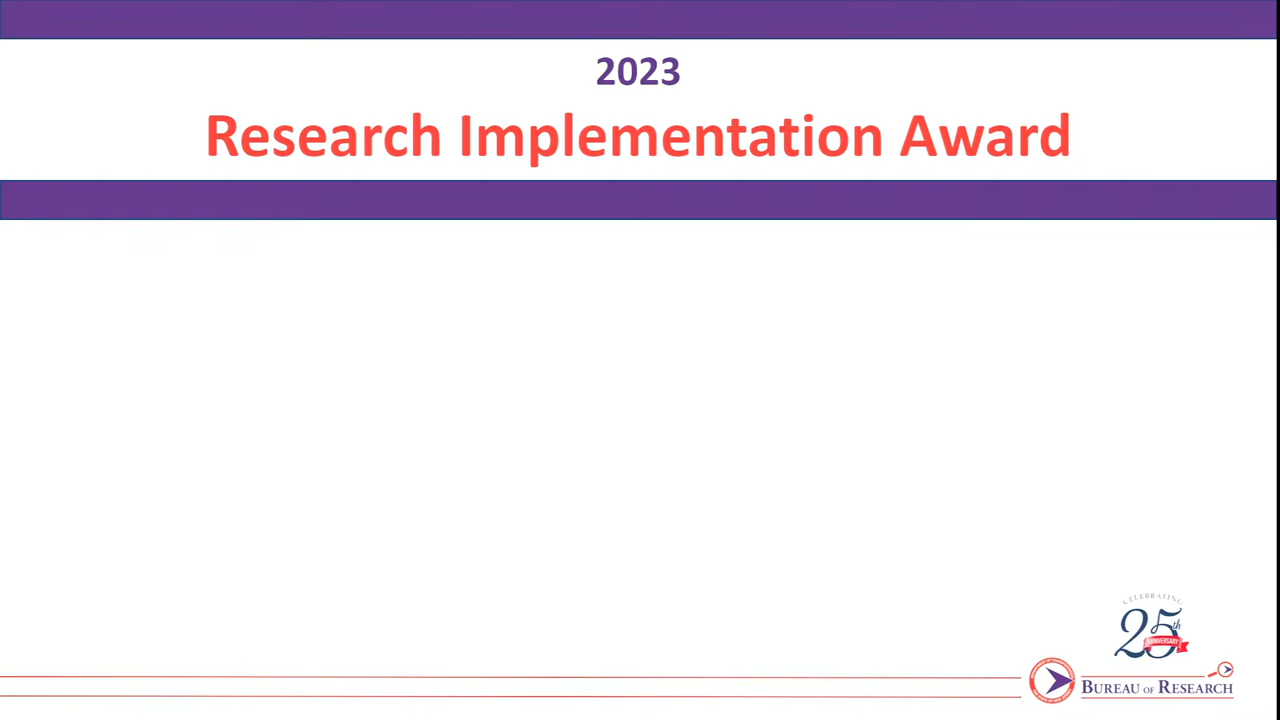 2023
Research Implementation Award
CELEBRATING
25th
ANNIVERSARY
BUREAU OF RESEARCH